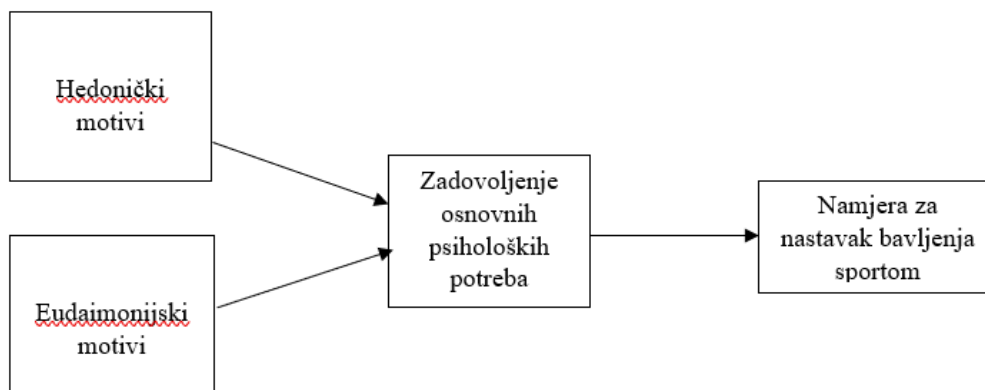 Hedonički
motivi
Eudaimonijski
motivi
Zadovoljenje
osnovnih
psiholoških
potreba
Namjera za
nastavak bavljenja
sportom